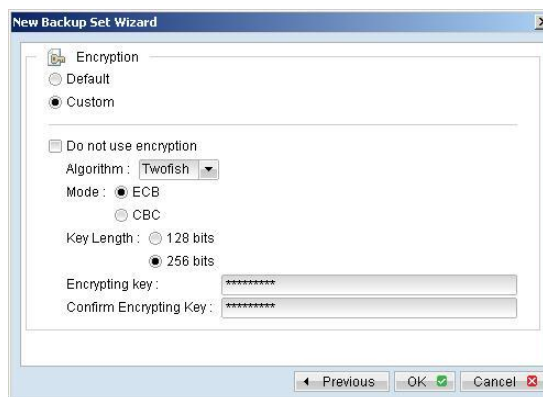 New Backup Set Wizard
Encryption
Default
Custom
Do not use encryption
Algorithm : Twofish
Mode : ECB
CBC
Key Length : 128 bits
256 bits
Encrypting key : *********
Confirm Encrypting Key : *********
Previous OK Cancel